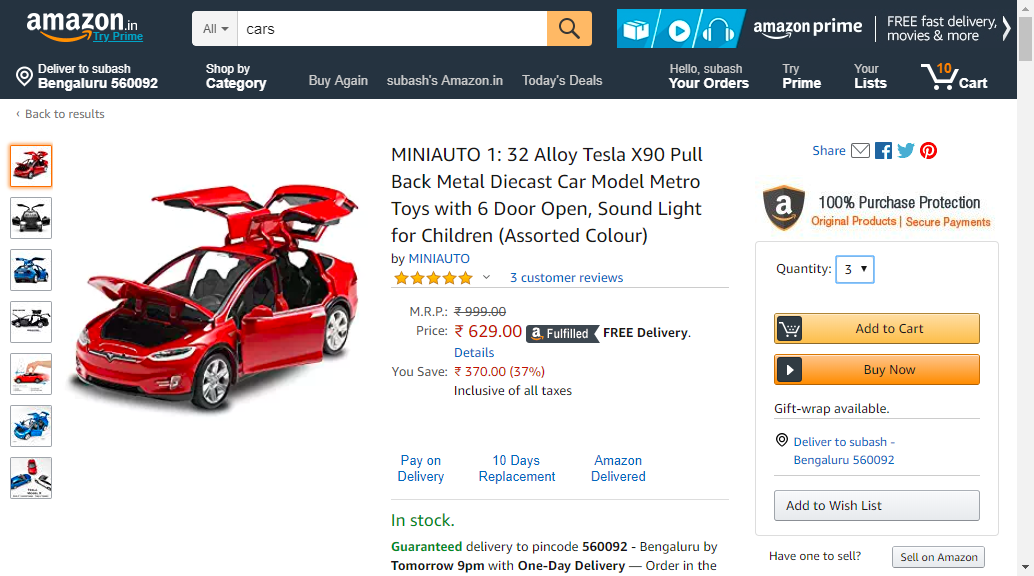 amazon.in
Try Prime
All
cars
amazon prime
FREE fast delivery,
movies & more
Deliver to subash
Bengaluru 560092
Shop by
Category
Buy Again
subash's Amazon.in
Today's Deals
Hello, subash
Your Orders
Try
Prime
Your
Lists
10
Cart
‹ Back to results
MINIAUTO 1: 32 Alloy Tesla X90 Pull
Back Metal Diecast Car Model Metro
Toys with 6 Door Open, Sound Light
for Children (Assorted Colour)
by MINIAUTO
3 customer reviews
M.R.P.: ₹ 999.00
Price: ₹ 629.00 a Fulfilled FREE Delivery.
Details
You Save: ₹ 370.00 (37%)
Inclusive of all taxes
Pay on
Delivery
10 Days
Replacement
Amazon
Delivered
In stock.
Guaranteed delivery to pincode 560092 - Bengaluru by
Tomorrow 9pm with One-Day Delivery — Order in the
Share
a
100% Purchase Protection
Original Products | Secure Payments
Quantity: 3
Add to Cart
Buy Now
Gift-wrap available.
Deliver to subash -
Bengaluru 560092
Add to Wish List
Have one to sell?
Sell on Amazon